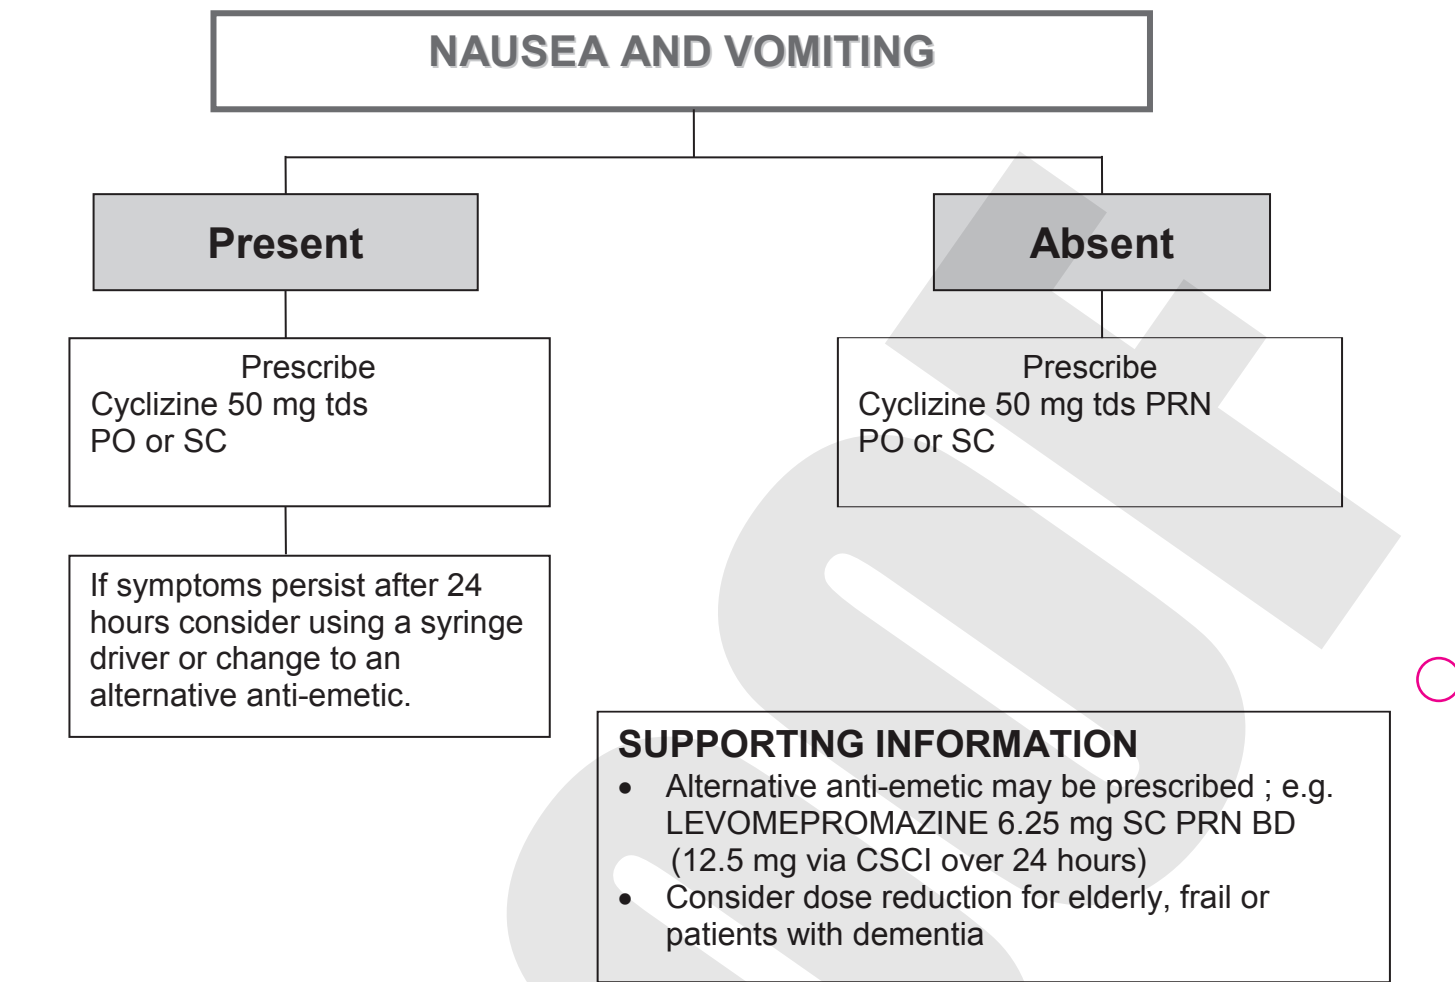 NAUSEA AND VOMITING
Present
Absent
Prescribe
Cyclizine 50 mg tds
PO or SC
Prescribe
Cyclizine 50 mg tds PRN
PO or SC
If symptoms persist after 24
hours consider using a syringe
driver or change to an
alternative anti-emetic.
SUPPORTING INFORMATION
• Alternative anti-emetic may be prescribed ; e.g.
LEVOMEPROMAZINE 6.25 mg SC PRN BD
(12.5 mg via CSCI over 24 hours)
• Consider dose reduction for elderly, frail or
patients with dementia